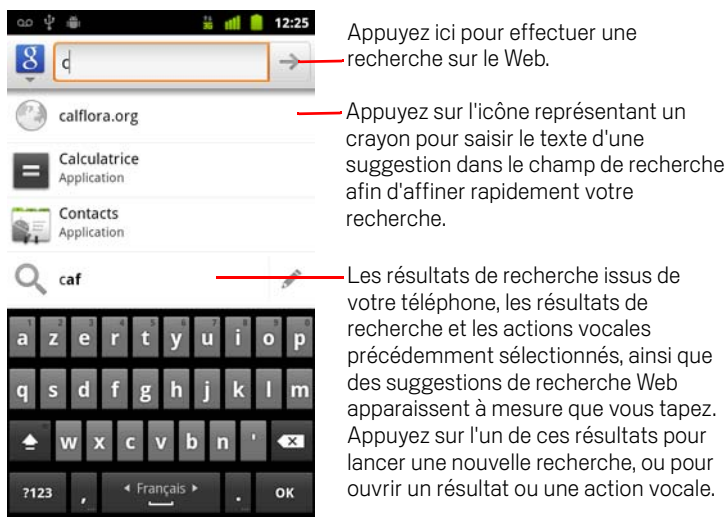 12:25
8 c
calflora.org
Calculatrice
Application
Contacts
Application
caf
a z e r t y u i o p
q s d f g h j k l m
w x c v b n '
?123 , Français . OK
Appuyez ici pour effectuer une
recherche sur le Web.
Appuyez sur l'icône représentant un
crayon pour saisir le texte d'une
suggestion dans le champ de recherche
afin d'affiner rapidement votre
recherche.
Les résultats de recherche issus de
votre téléphone, les résultats de
recherche et les actions vocales
précédemment sélectionnés, ainsi que
des suggestions de recherche Web
apparaissent à mesure que vous tapez.
Appuyez sur l'un de ces résultats pour
lancer une nouvelle recherche, ou pour
ouvrir un résultat ou une action vocale.